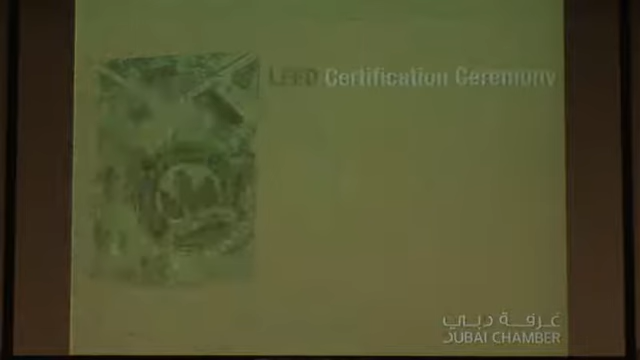 LEED Certification Ceremony
غرفة دبي
DUBAI CHAMBER